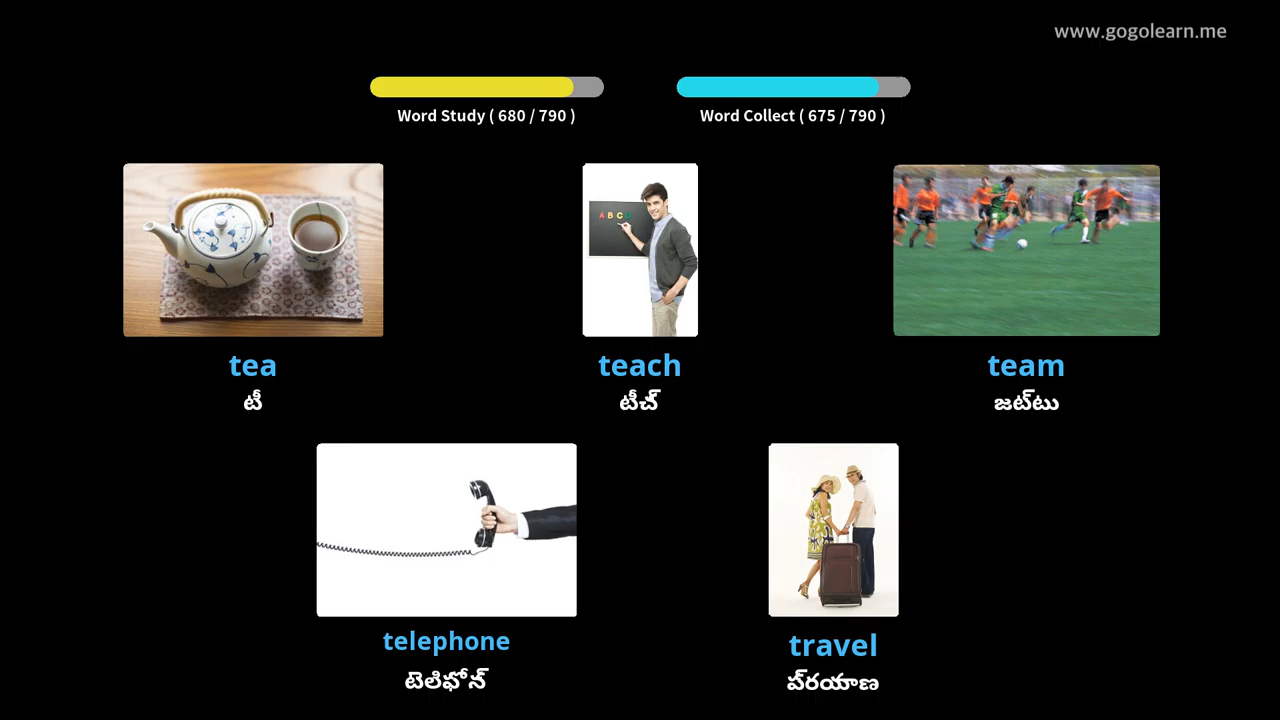 www.gogolearn.me
Word Study ( 680 / 790 )
Word Collect ( 675 / 790 )
A B C D
tea
టీ
teach
టీచ్
team
జట్‌టు
telephone
టెలిఫోన్
travel
ప్‌రయాణ